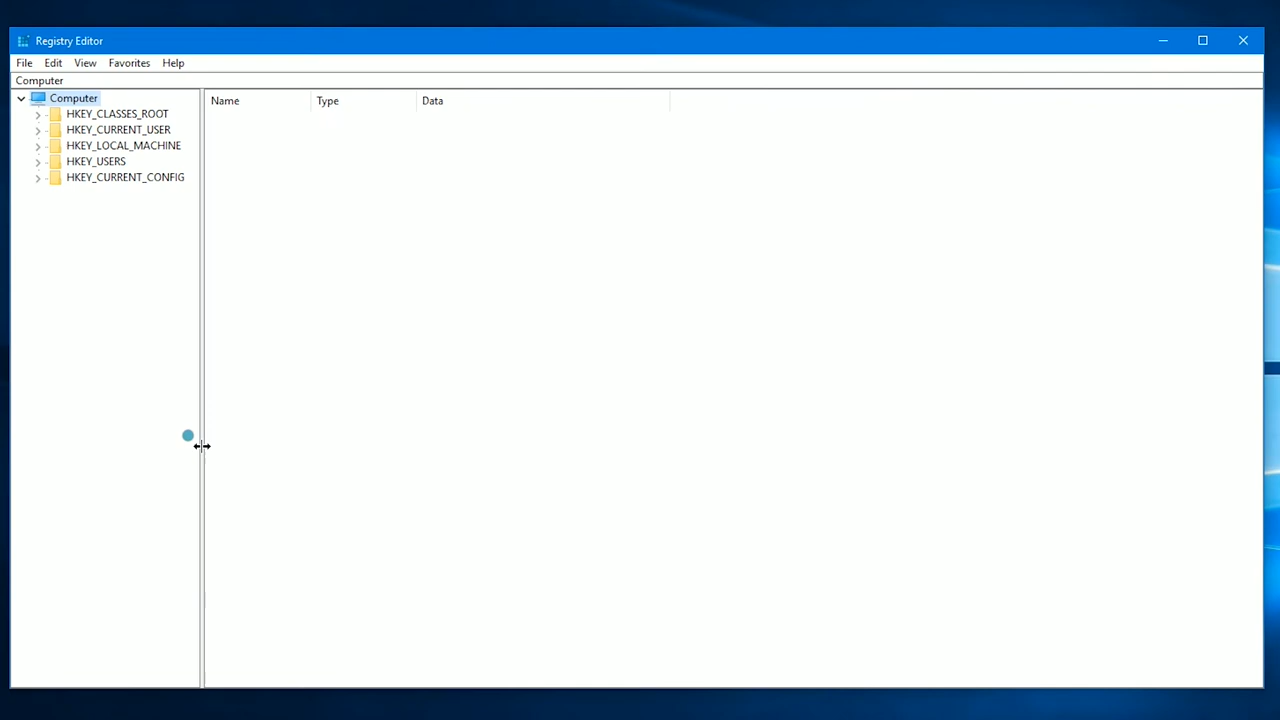 Registry Editor
File Edit View Favorites Help
Computer
Computer
HKEY_CLASSES_ROOT
HKEY_CURRENT_USER
HKEY_LOCAL_MACHINE
HKEY_USERS
HKEY_CURRENT_CONFIG
Name Type Data